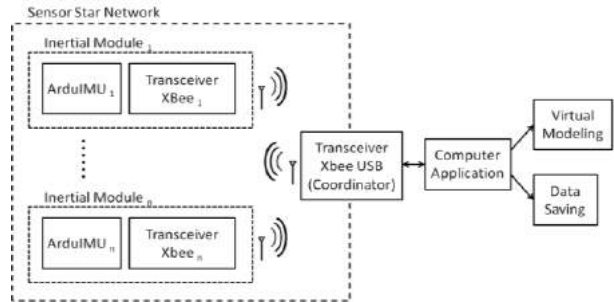 Sensor Star Network
Inertial Module 1
ArduIMU 1
Transceiver
XBee 1
Inertial Module n
ArduIMU n
Transceiver
Xbee n
Transceiver
Xbee USB
(Coordinator)
Computer
Application
Virtual
Modeling
Data
Saving